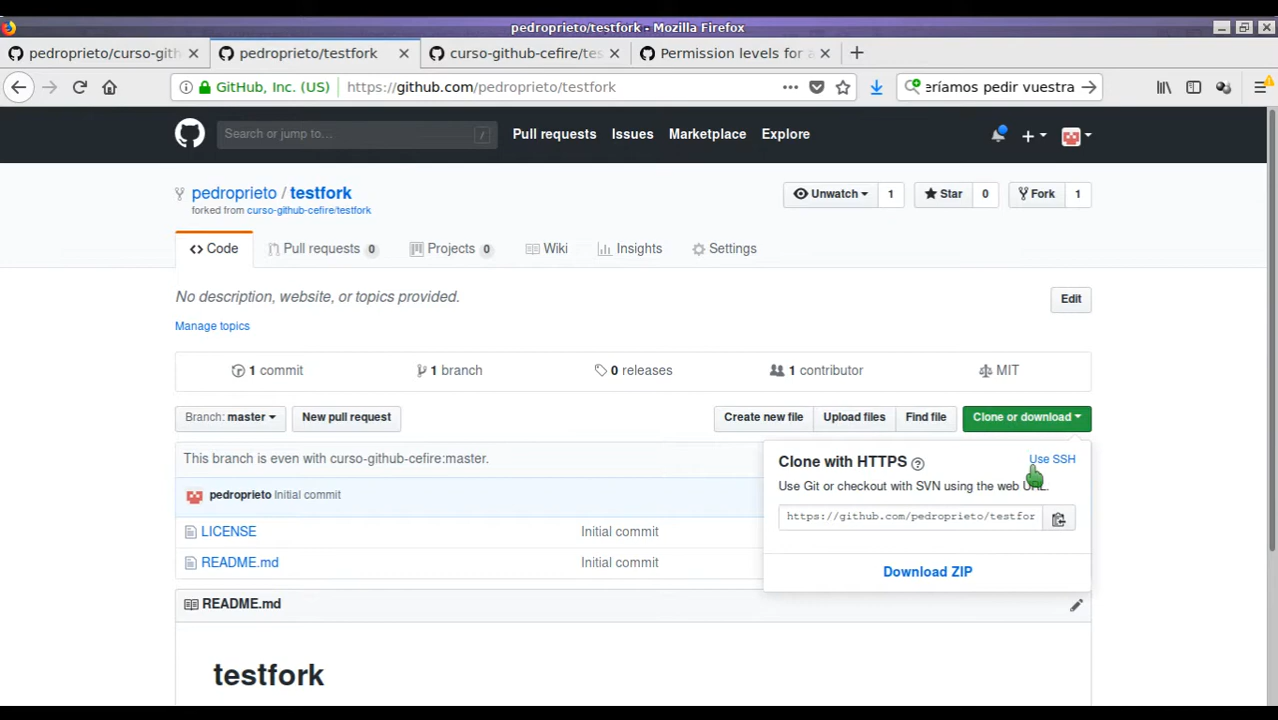 pedroprieto/testfork - Mozilla Firefox
pedroprieto/curso-gith
pedroprieto/testfork
curso-github-cefire/tes
Permission levels for a
GitHub, Inc. (US)
https://github.com/pedroprieto/testfork
eríamos pedir vuestra
Search or jump to…
/
Pull requests
Issues
Marketplace
Explore
pedroprieto / testfork
forked from curso-github-cefire/testfork
Unwatch
1
Star
0
Fork
1
Code
Pull requests 0
Projects 0
Wiki
Insights
Settings
No description, website, or topics provided.
Edit
Manage topics
1 commit
1 branch
0 releases
1 contributor
MIT
Branch: master
New pull request
Create new file
Upload files
Find file
Clone or download
This branch is even with curso-github-cefire:master.
Clone with HTTPS
Use SSH
Use Git or checkout with SVN using the web URL.
https://github.com/pedroprieto/testfor
Download ZIP
pedroprieto Initial commit
LICENSE
Initial commit
README.md
Initial commit
README.md
testfork